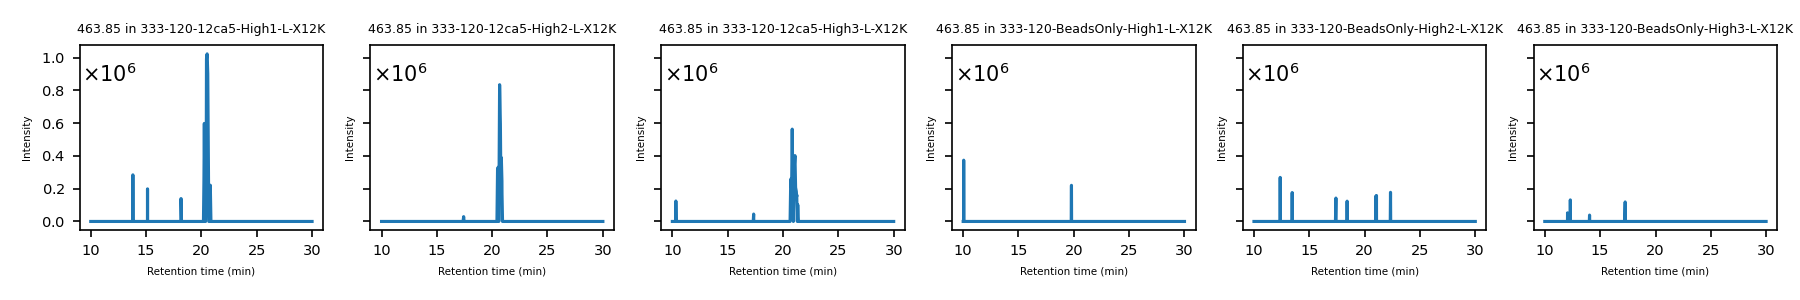 463.85 in 333-120-12ca5-High1-L-X12K
463.85 in 333-120-12ca5-High2-L-X12K
463.85 in 333-120-12ca5-High3-L-X12K
463.85 in 333-120-BeadsOnly-High1-L-X12K
463.85 in 333-120-BeadsOnly-High2-L-X12K
463.85 in 333-120-BeadsOnly-High3-L-X12K
×10⁶
×10⁶
×10⁶
×10⁶
×10⁶
×10⁶
1.0
0.8
0.6
0.4
0.2
0.0
Intensity
Intensity
Intensity
Intensity
Intensity
Intensity
10 15 20 25 30
10 15 20 25 30
10 15 20 25 30
10 15 20 25 30
10 15 20 25 30
10 15 20 25 30
Retention time (min)
Retention time (min)
Retention time (min)
Retention time (min)
Retention time (min)
Retention time (min)